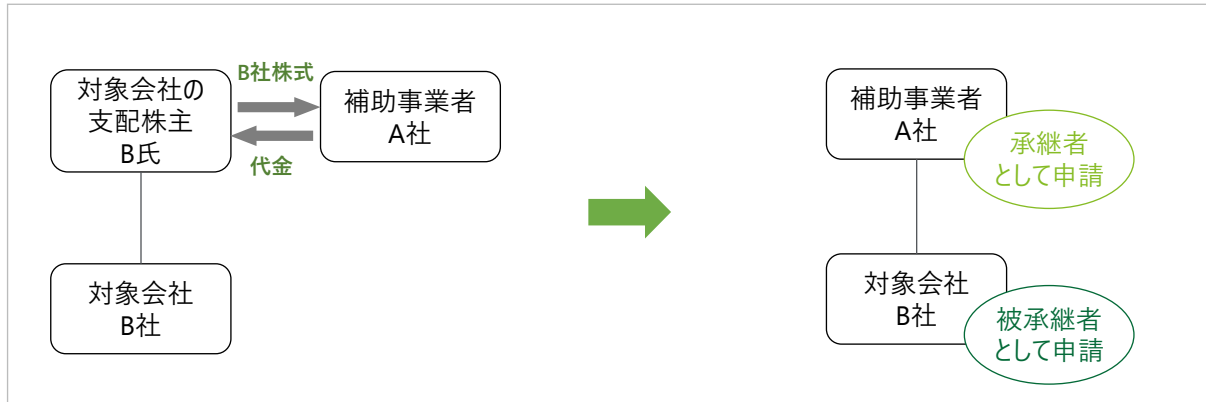 対象会社の
支配株主
B氏
B社株式
代金
補助事業者
A社
対象会社
B社
補助事業者
A社
承継者
として申請
対象会社
B社
被承継者
として申請